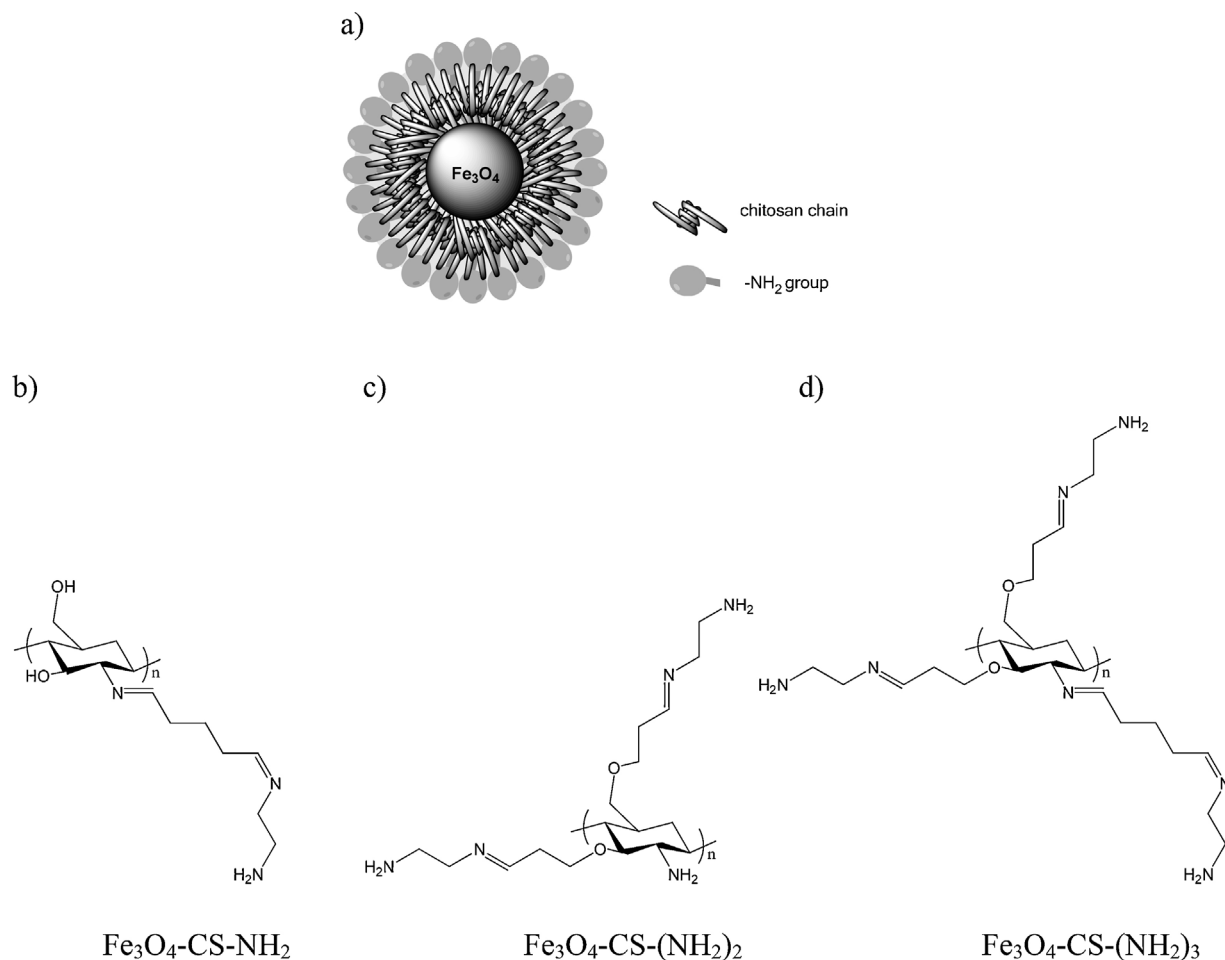 a)
Fe₃O₄
chitosan chain
-NH₂ group
b)
c)
d)
OH
HO
( )n
N
N
H₂N
NH₂
N
O
( )n
H₂N
N
O
NH₂
NH₂
N
O
( )n
H₂N
N
O
N
N
H₂N
Fe₃O₄-CS-NH₂
Fe₃O₄-CS-(NH₂)₂
Fe₃O₄-CS-(NH₂)₃